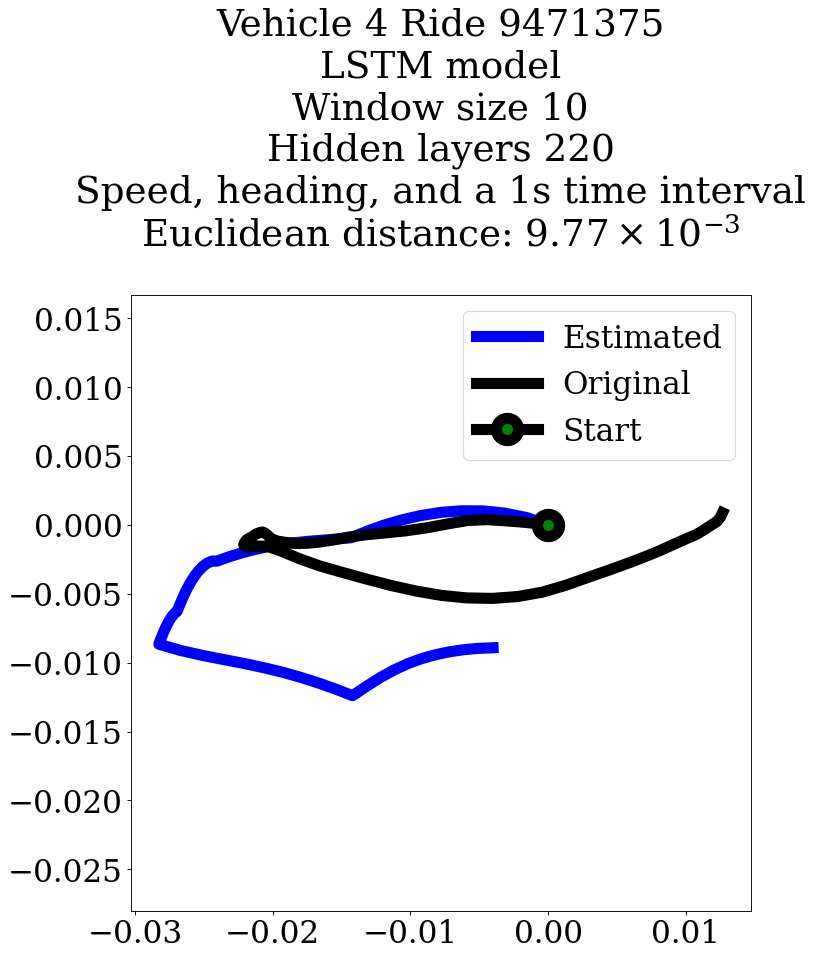 Vehicle 4 Ride 9471375
LSTM model
Window size 10
Hidden layers 220
Speed, heading, and a 1s time interval
Euclidean distance: 9.77 × 10⁻³
Estimated
Original
Start
0.015
0.010
0.005
0.000
−0.005
−0.010
−0.015
−0.020
−0.025
−0.03 −0.02 −0.01 0.00 0.01